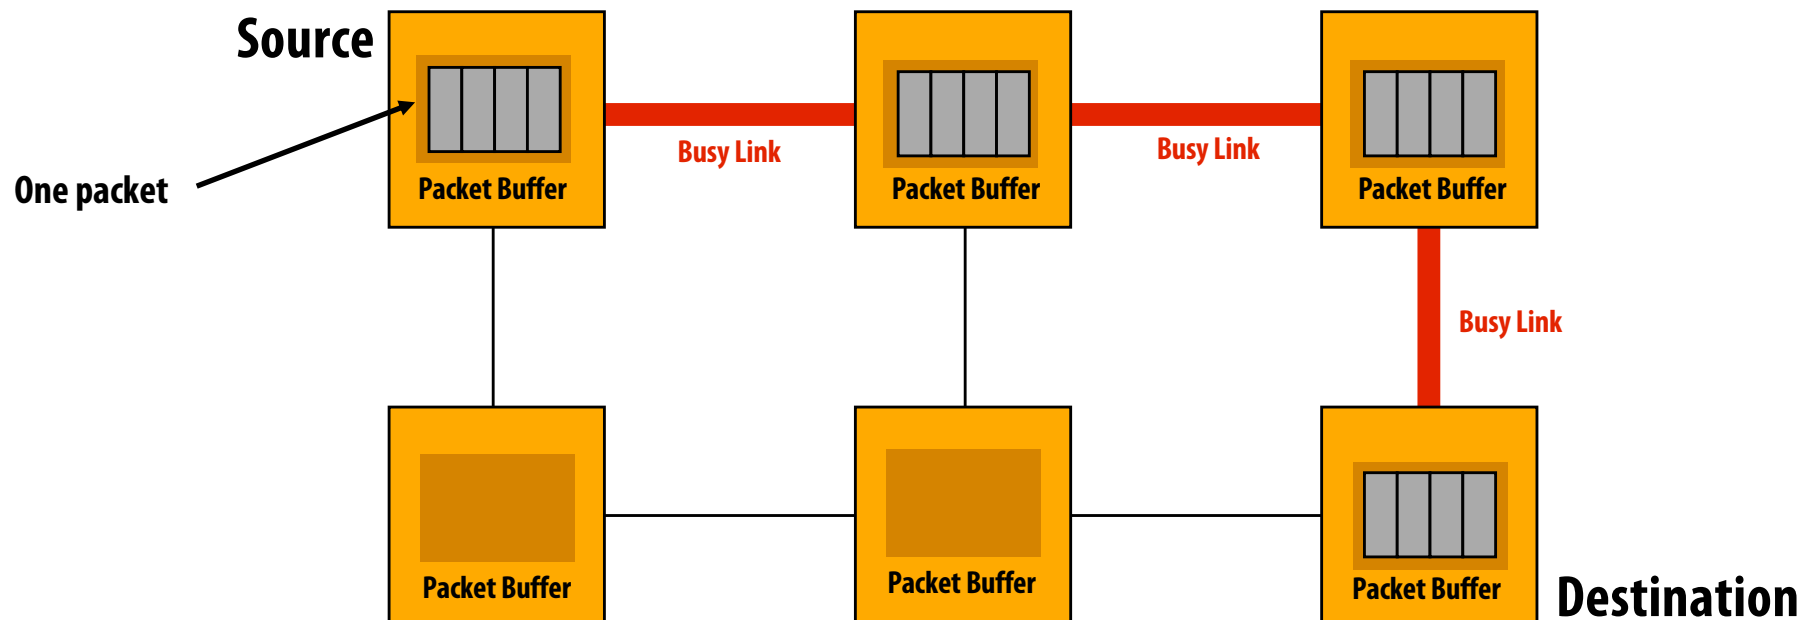 Source
One packet
Packet Buffer
Busy Link
Packet Buffer
Busy Link
Packet Buffer
Busy Link
Packet Buffer
Packet Buffer
Packet Buffer
Destination